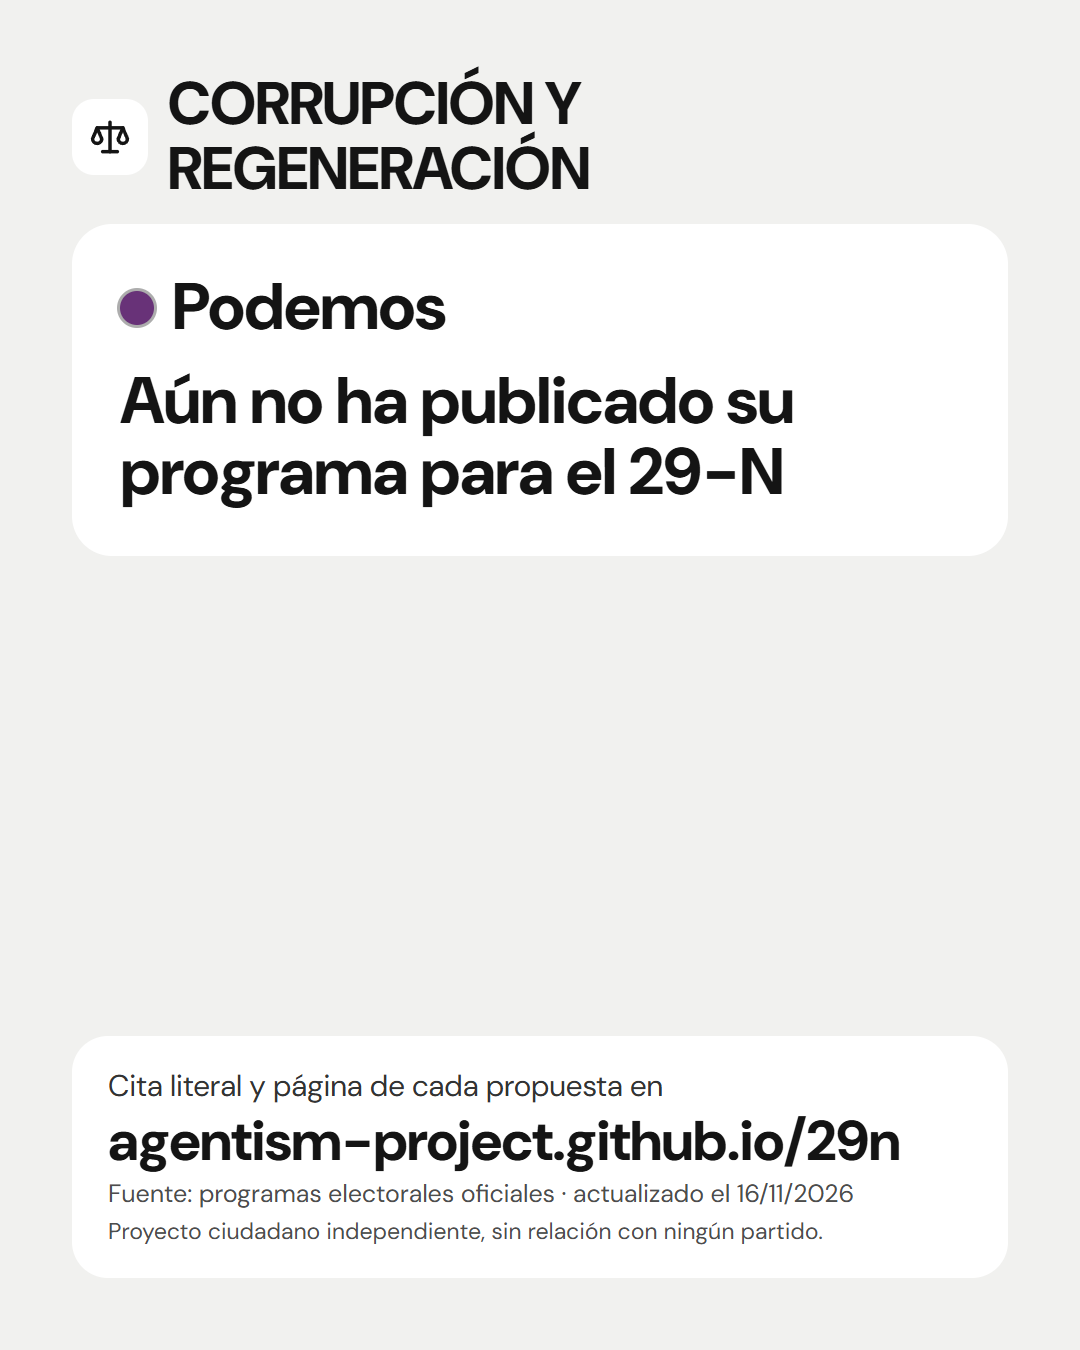 CORRUPCIÓN Y
REGENERACIÓN
Podemos
Aún no ha publicado su
programa para el 29-N
Cita literal y página de cada propuesta en
agentism-project.github.io/29n
Fuente: programas electorales oficiales · actualizado el 16/11/2026
Proyecto ciudadano independiente, sin relación con ningún partido.